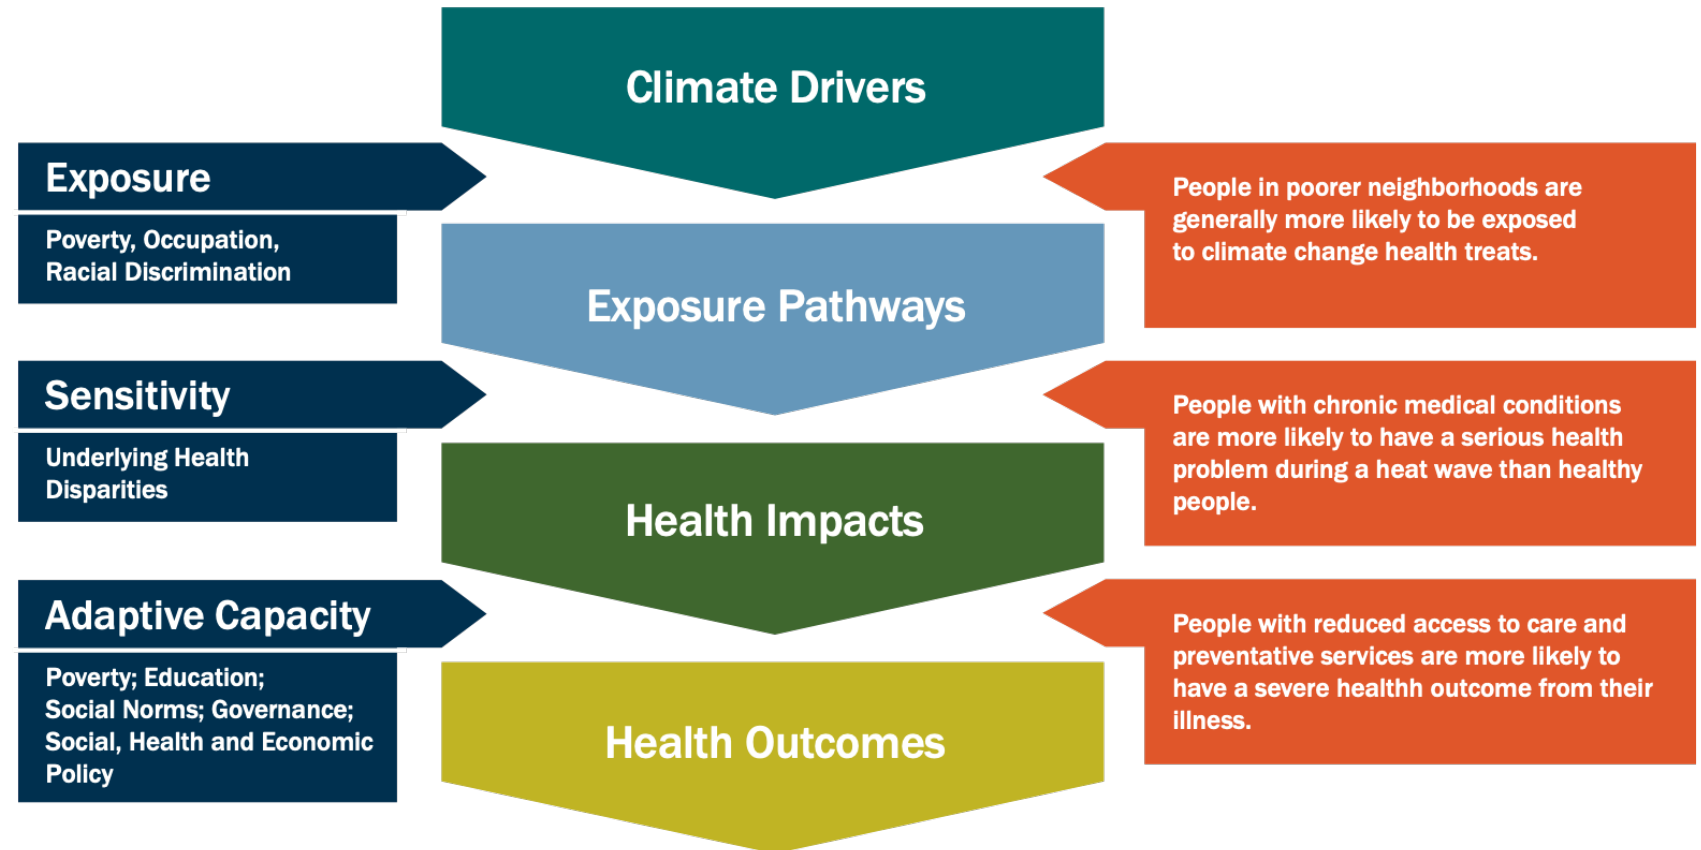 Climate Drivers
Exposure
Poverty, Occupation,
Racial Discrimination
People in poorer neighborhoods are
generally more likely to be exposed
to climate change health treats.
Exposure Pathways
Sensitivity
Underlying Health
Disparities
People with chronic medical conditions
are more likely to have a serious health
problem during a heat wave than healthy
people.
Health Impacts
Adaptive Capacity
Poverty; Education;
Social Norms; Governance;
Social, Health and Economic
Policy
People with reduced access to care and
preventative services are more likely to
have a severe healthh outcome from their
illness.
Health Outcomes